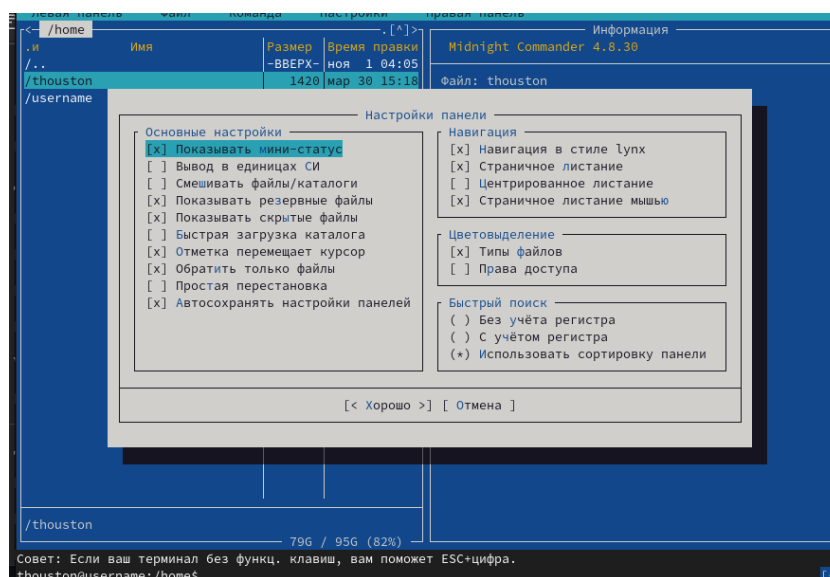 Левая панель Файл Команда Настройки Правая панель
<- /home .[^]>
Информация
.и Имя Размер Время правки
Midnight Commander 4.8.30
/.. -ВВЕРХ- ноя 1 04:05
/thouston 1420 мар 30 15:18
Файл: thouston
/username
Настройки панели
Основные настройки
[x] Показывать мини-статус
[ ] Вывод в единицах СИ
[ ] Смешивать файлы/каталоги
[x] Показывать резервные файлы
[x] Показывать скрытые файлы
[ ] Быстрая загрузка каталога
[x] Отметка перемещает курсор
[x] Обратить только файлы
[ ] Простая перестановка
[x] Автосохранять настройки панелей
Навигация
[x] Навигация в стиле lynx
[x] Страничное листание
[ ] Центрированное листание
[x] Страничное листание мышью
Цветовыделение
[x] Типы файлов
[ ] Права доступа
Быстрый поиск
( ) Без учёта регистра
( ) С учётом регистра
(*) Использовать сортировку панели
[< Хорошо >] [ Отмена ]
/thouston
79G / 95G (82%)
Совет: Если ваш терминал без функц. клавиш, вам поможет ESC+цифра.
thouston@username:/home$